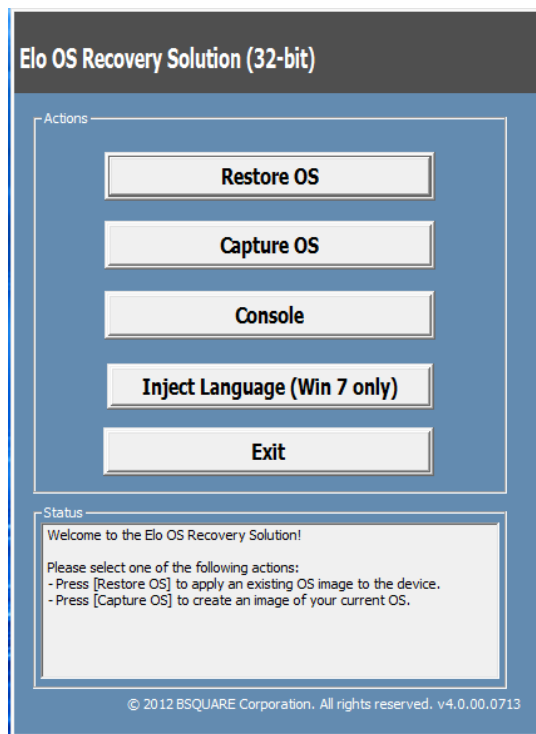 Elo OS Recovery Solution (32-bit)
Actions
Restore OS
Capture OS
Console
Inject Language (Win 7 only)
Exit
Status
Welcome to the Elo OS Recovery Solution!
Please select one of the following actions:
- Press [Restore OS] to apply an existing OS image to the device.
- Press [Capture OS] to create an image of your current OS.
© 2012 BSQUARE Corporation. All rights reserved. v4.0.00.0713